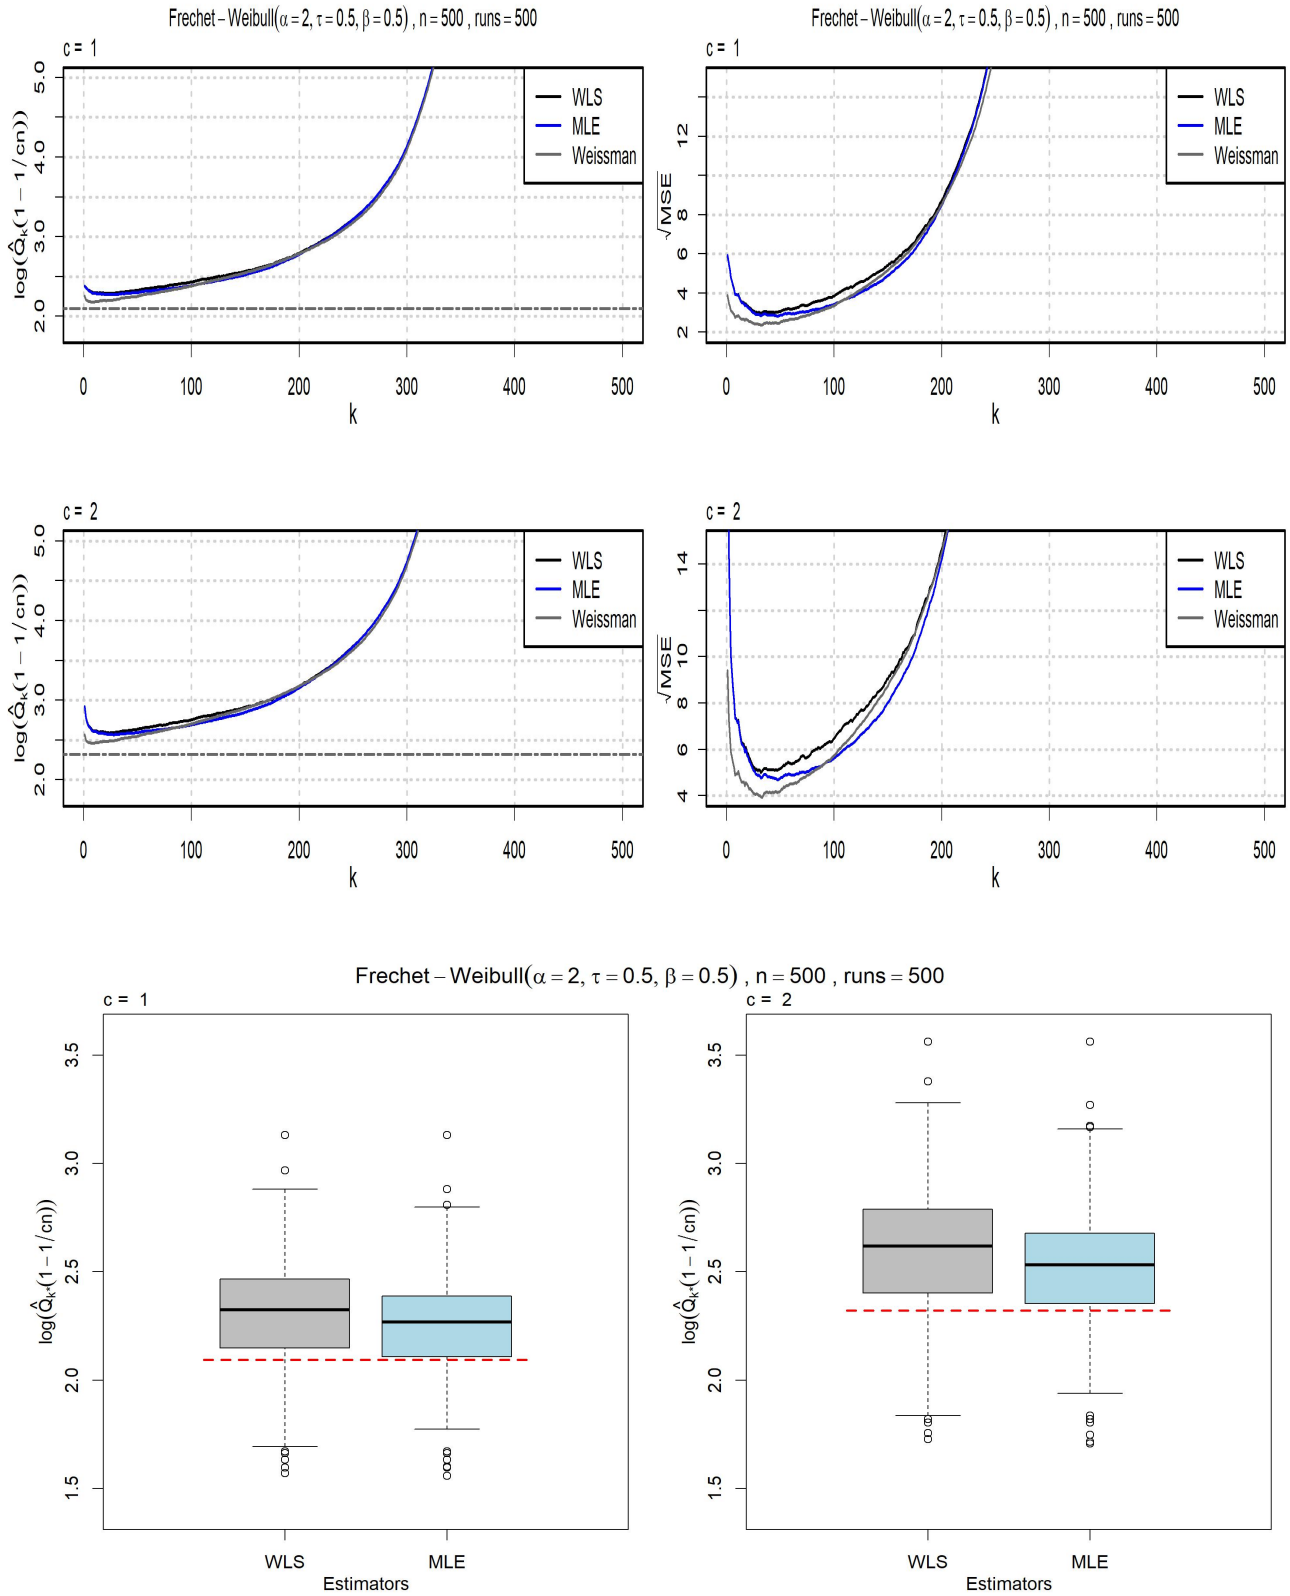 Frechet − Weibull(α = 2, τ = 0.5, β = 0.5) , n = 500 , runs = 500
c = 1
log(Q̂k(1 − 1/cn))
5.0
4.0
3.0
2.0
WLS
MLE
Weissman
0 100 200 300 400 500
k
Frechet − Weibull(α = 2, τ = 0.5, β = 0.5) , n = 500 , runs = 500
c = 1
√MSE
12
8
6
4
2
WLS
MLE
Weissman
0 100 200 300 400 500
k
c = 2
log(Q̂k(1 − 1/cn))
5.0
4.0
3.0
2.0
WLS
MLE
Weissman
0 100 200 300 400 500
k
c = 2
√MSE
14
10
8
6
4
WLS
MLE
Weissman
0 100 200 300 400 500
k
Frechet − Weibull(α = 2, τ = 0.5, β = 0.5) , n = 500 , runs = 500
c = 1
log(Q̂k*(1 − 1/cn))
3.5
3.0
2.5
2.0
1.5
WLS MLE
Estimators
c = 2
log(Q̂k*(1 − 1/cn))
3.5
3.0
2.5
2.0
1.5
WLS MLE
Estimators